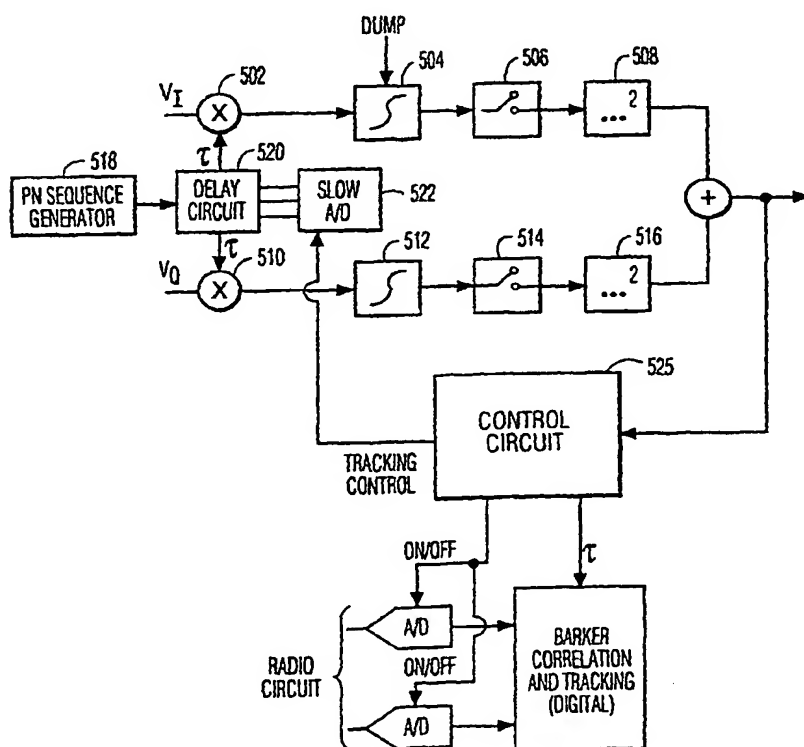 DUMP
502
504
506
508
V_I
X
... 2
τ
518
520
PN SEQUENCE
GENERATOR
DELAY
CIRCUIT
SLOW
A/D
522
+
τ
512
514
516
V_Q
510
X
... 2
525
CONTROL
CIRCUIT
TRACKING
CONTROL
ON/OFF
τ
A/D
RADIO
CIRCUIT
ON/OFF
A/D
BARKER
CORRELATION
AND TRACKING
(DIGITAL)